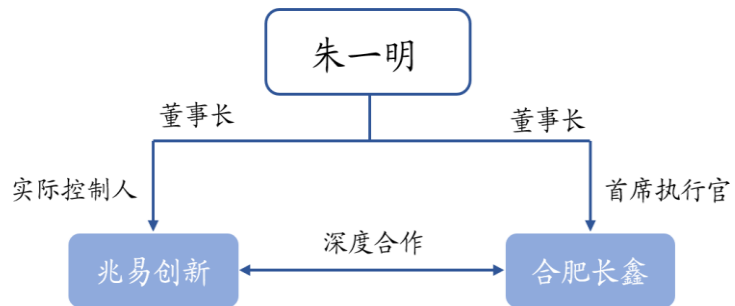 朱一明
董事长
董事长
实际控制人
首席执行官
深度合作
兆易创新
合肥长鑫